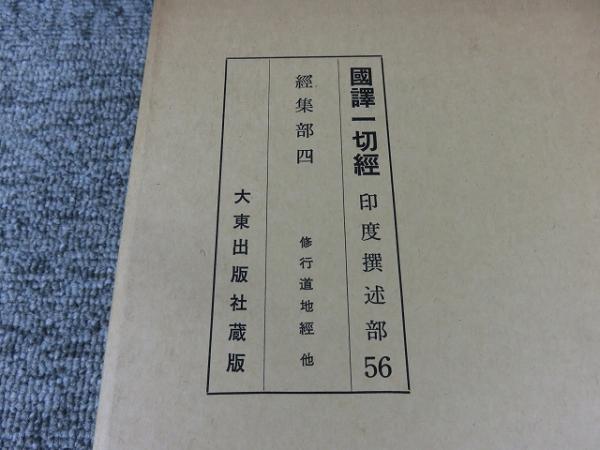 國譯一切經 印度撰述部 56
經集部四 修行道地經 他
大東出版社蔵版